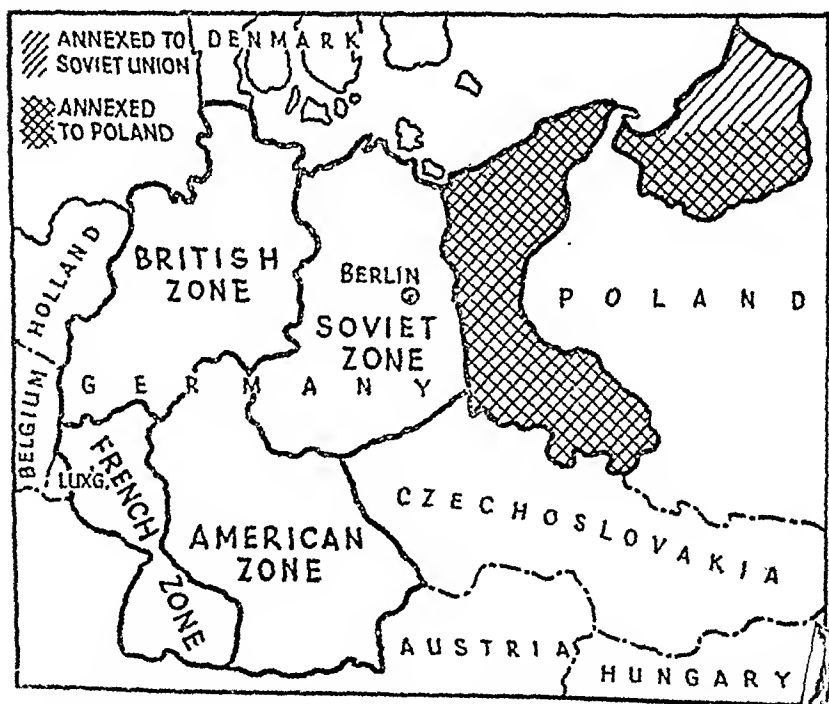 ANNEXED TO
SOVIET UNION
ANNEXED
TO POLAND
DENMARK
HOLLAND
BELGIUM
LUXG.
BRITISH
ZONE
BERLIN
SOVIET
ZONE
POLAND
GERMANY
FRENCH
ZONE
AMERICAN
ZONE
CZECHOSLOVAKIA
AUSTRIA
HUNGARY